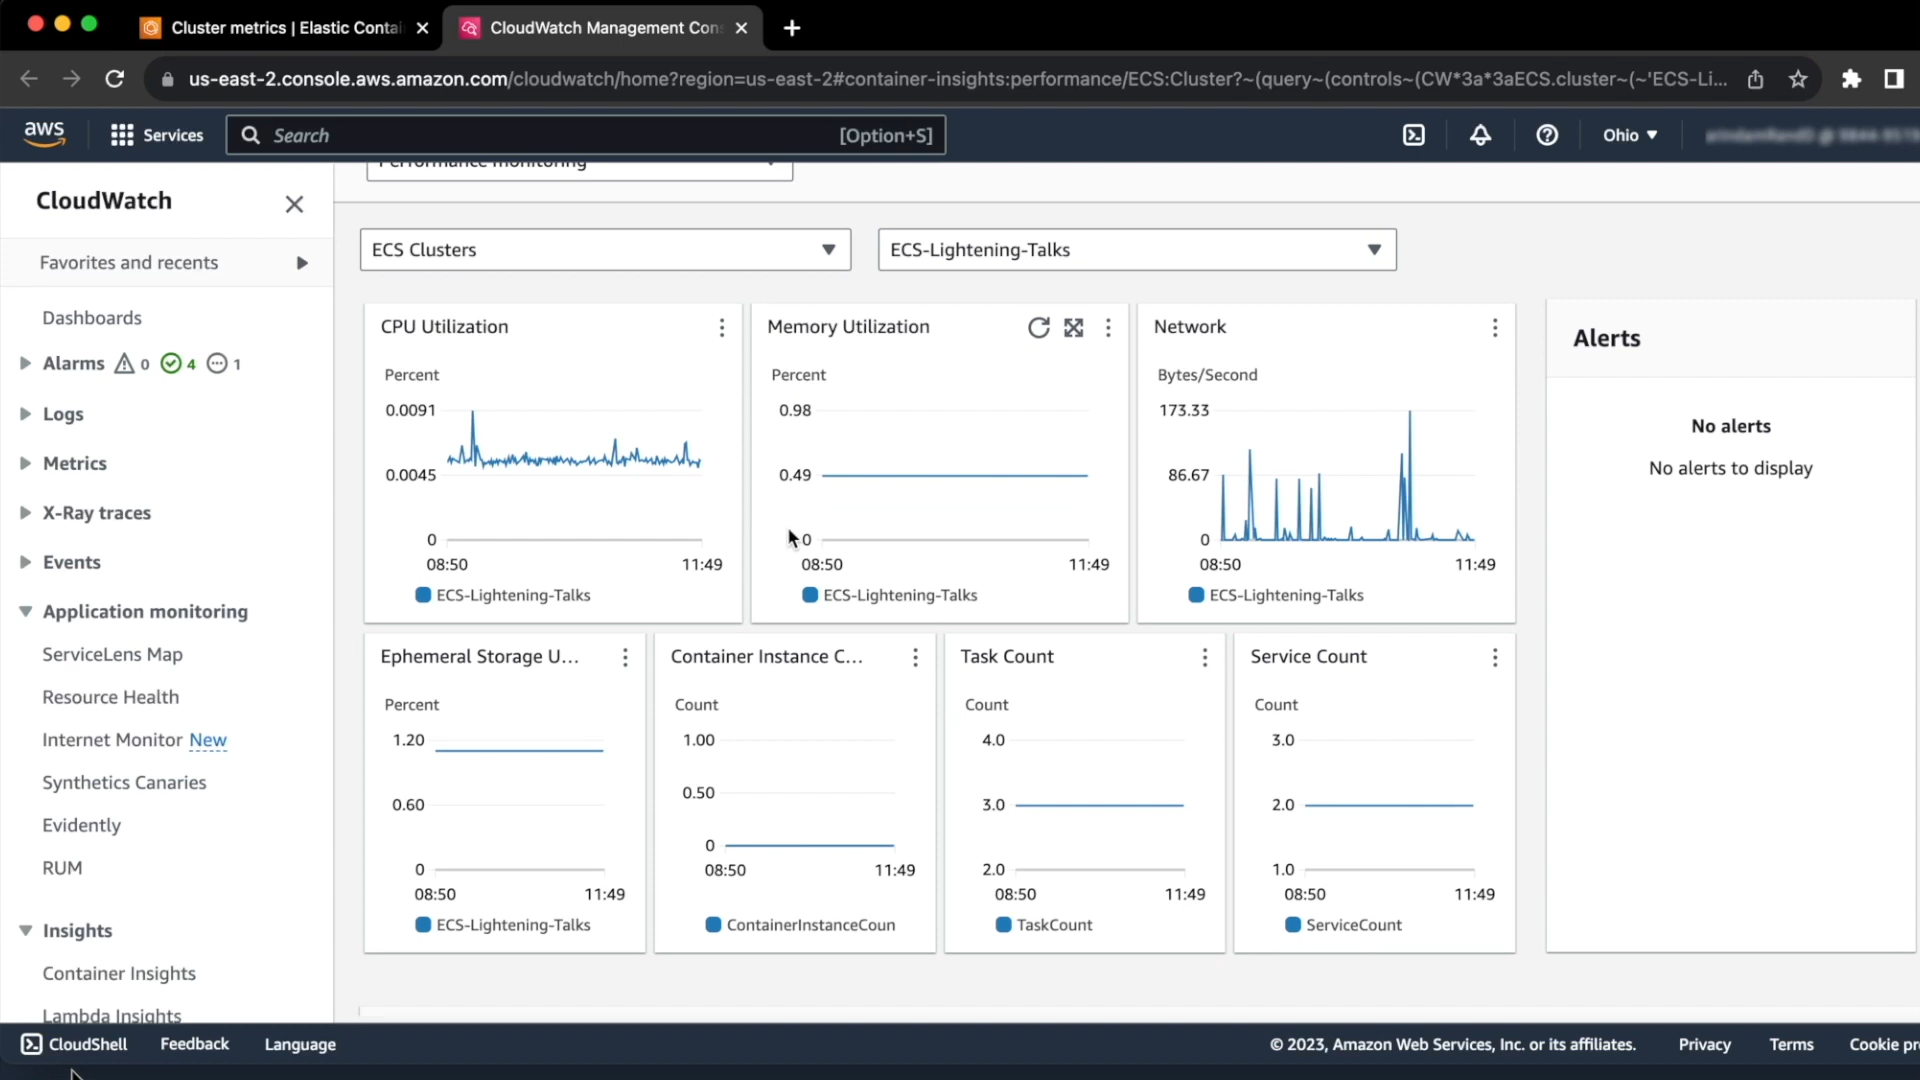 Cluster metrics | Elastic Contai
CloudWatch Management Cons
us-east-2.console.aws.amazon.com/cloudwatch/home?region=us-east-2#container-insights:performance/ECS:Cluster?~(query~(controls~(CW*3a*3aECS.cluster~(~'ECS-Li...
aws
Services
Search
[Option+S]
Ohio
Performance monitoring
CloudWatch
Favorites and recents
Dashboards
Alarms 0 4 1
Logs
Metrics
X-Ray traces
Events
Application monitoring
ServiceLens Map
Resource Health
Internet Monitor New
Synthetics Canaries
Evidently
RUM
Insights
Container Insights
Lambda Insights
ECS Clusters
ECS-Lightening-Talks
CPU Utilization
Percent
0.0091
0.0045
0
08:50 11:49
ECS-Lightening-Talks
Memory Utilization
Percent
0.98
0.49
0
08:50 11:49
ECS-Lightening-Talks
Network
Bytes/Second
173.33
86.67
0
08:50 11:49
ECS-Lightening-Talks
Ephemeral Storage U...
Percent
1.20
0.60
0
08:50 11:49
ECS-Lightening-Talks
Container Instance C...
Count
1.00
0.50
0
08:50 11:49
ContainerInstanceCoun
Task Count
Count
4.0
3.0
2.0
08:50 11:49
TaskCount
Service Count
Count
3.0
2.0
1.0
08:50 11:49
ServiceCount
Alerts
No alerts
No alerts to display
CloudShell
Feedback
Language
© 2023, Amazon Web Services, Inc. or its affiliates.
Privacy
Terms
Cookie pr